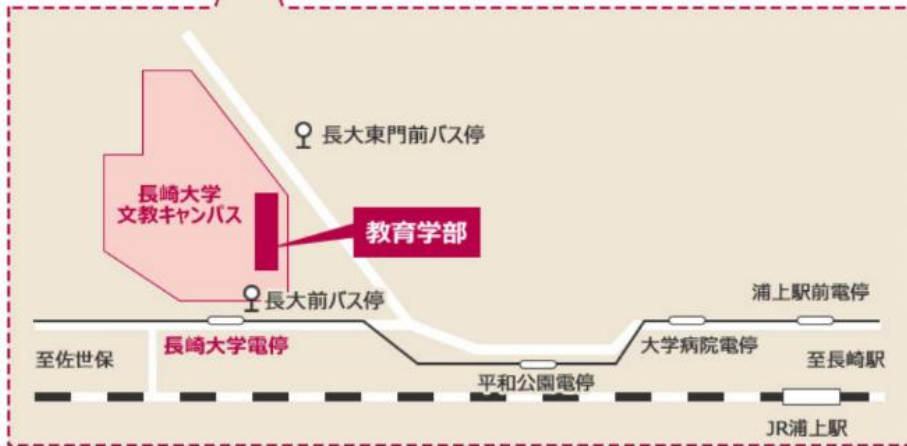 長大東門前バス停
長崎大学
文教キャンパス
教育学部
長大前バス停
浦上駅前電停
長崎大学電停
大学病院電停
至佐世保
至長崎駅
平和公園電停
JR浦上駅